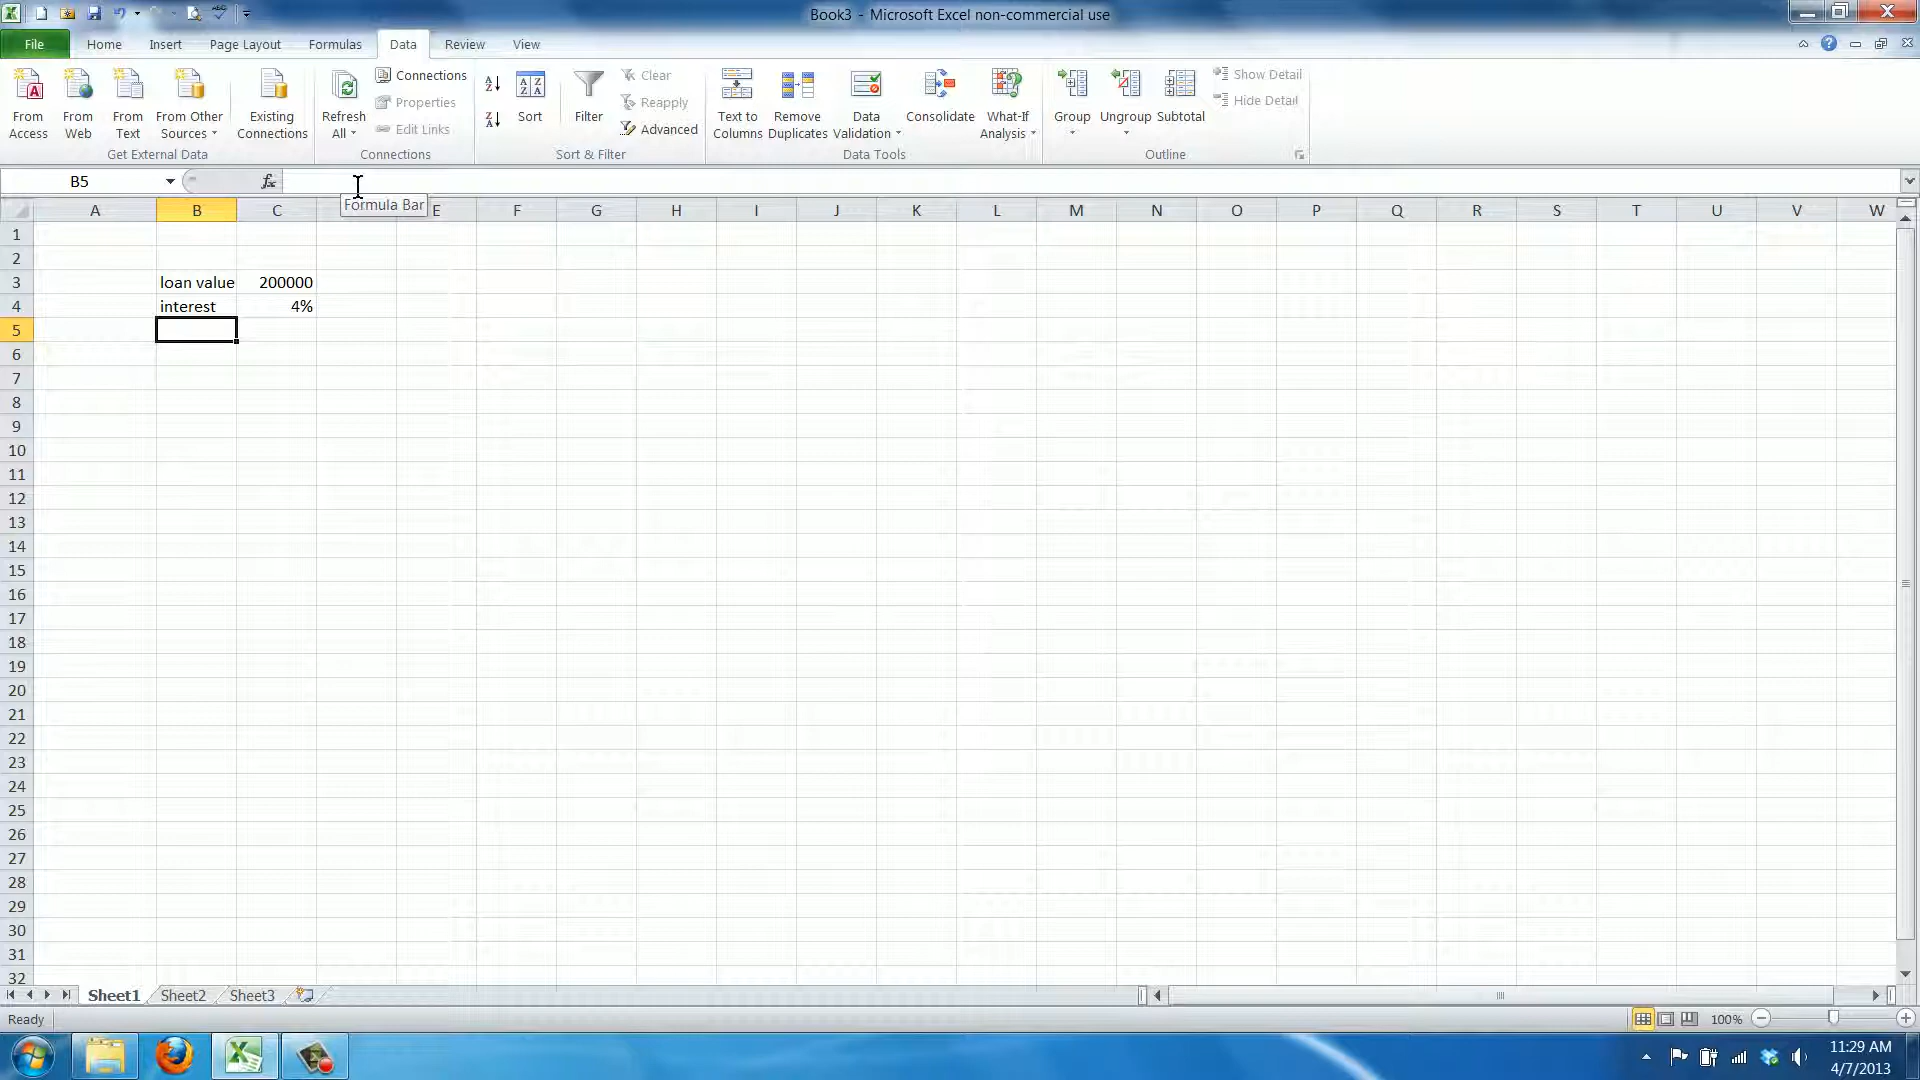 Book3 - Microsoft Excel non-commercial use
File Home Insert Page Layout Formulas Data Review View
From Access
From Web
From Text
From Other Sources
Existing Connections
Get External Data
Refresh All
Connections
Properties
Edit Links
Connections
Sort
Filter
Clear
Reapply
Advanced
Sort & Filter
Text to Columns
Remove Duplicates
Data Validation
Consolidate
What-If Analysis
Data Tools
Group
Ungroup
Subtotal
Show Detail
Hide Detail
Outline
B5 fx
Formula Bar
A B C E F G H I J K L M N O P Q R S T U V W
1
2
3 loan value 200000
4 interest 4%
5
6
7
8
9
10
11
12
13
14
15
16
17
18
19
20
21
22
23
24
25
26
27
28
29
30
31
32
Sheet1 Sheet2 Sheet3
Ready 100%
11:29 AM
4/7/2013